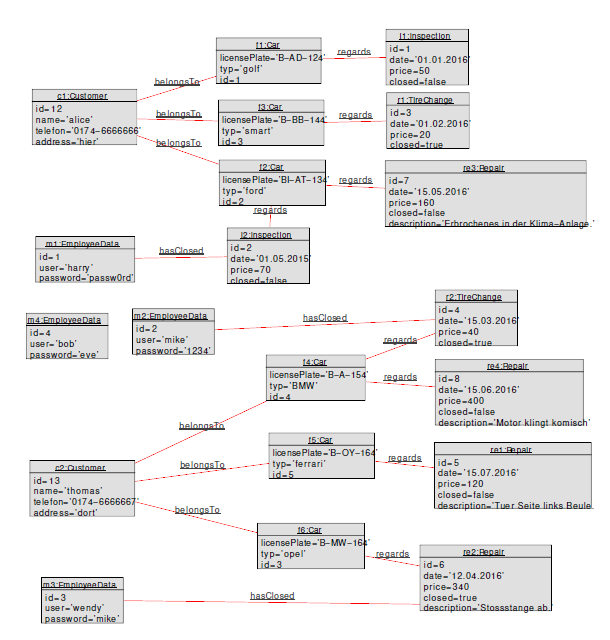 f1:Car
licensePlate='B-AD-124'
typ='golf'
id=1
regards
i1:Inspection
id=1
date='01.01.2016'
price=50
closed=false
belongsTo
c1:Customer
id=12
name='alice'
telefon='0174-6666666'
address='hier'
belongsTo
f3:Car
licensePlate='B-BB-144'
typ='smart'
id=3
regards
r1:TireChange
id=3
date='01.02.2016'
price=20
closed=true
belongsTo
f2:Car
licensePlate='BI-AT-134'
typ='ford'
id=2
regards
re3:Repair
id=7
date='15.05.2016'
price=160
closed=false
description='Erbrochenes in der Klima-Anlage.'
regards
m1:EmployeeData
id=1
user='harry'
password='passw0rd'
hasClosed
i2:Inspection
id=2
date='01.05.2015'
price=70
closed=false
m4:EmployeeData
id=4
user='bob'
password='eve'
m2:EmployeeData
id=2
user='mike'
password='1234'
hasClosed
r2:TireChange
id=4
date='15.03.2016'
price=40
closed=true
regards
f4:Car
licensePlate='B-A-154'
typ='BMW'
id=4
regards
re4:Repair
id=8
date='15.06.2016'
price=400
closed=false
description='Motor klingt komisch'
belongsTo
c2:Customer
id=13
name='thomas'
telefon='0174-6666667'
address='dort'
belongsTo
f5:Car
licensePlate='B-OY-164'
typ='ferrari'
id=5
regards
re1:Repair
id=5
date='15.07.2016'
price=120
closed=false
description='Tuer Seite links Beule
belongsTo
f6:Car
licensePlate='B-MW-164'
typ='opel'
id=3
regards
re2:Repair
id=6
date='12.04.2016'
price=340
closed=true
description='Stossstange ab.'
m3:EmployeeData
id=3
user='wendy'
password='mike'
hasClosed